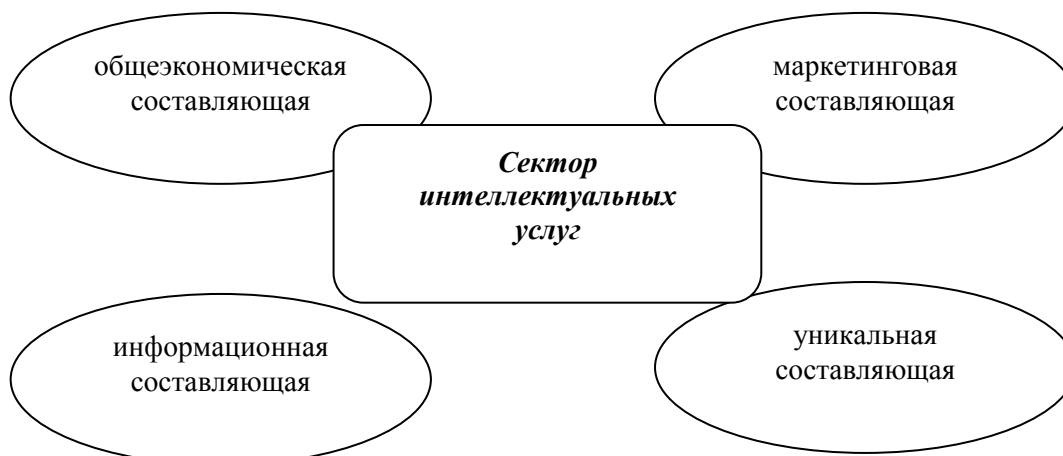 общеэкономическая
составляющая
маркетинговая
составляющая
Сектор
интеллектуальных
услуг
информационная
составляющая
уникальная
составляющая